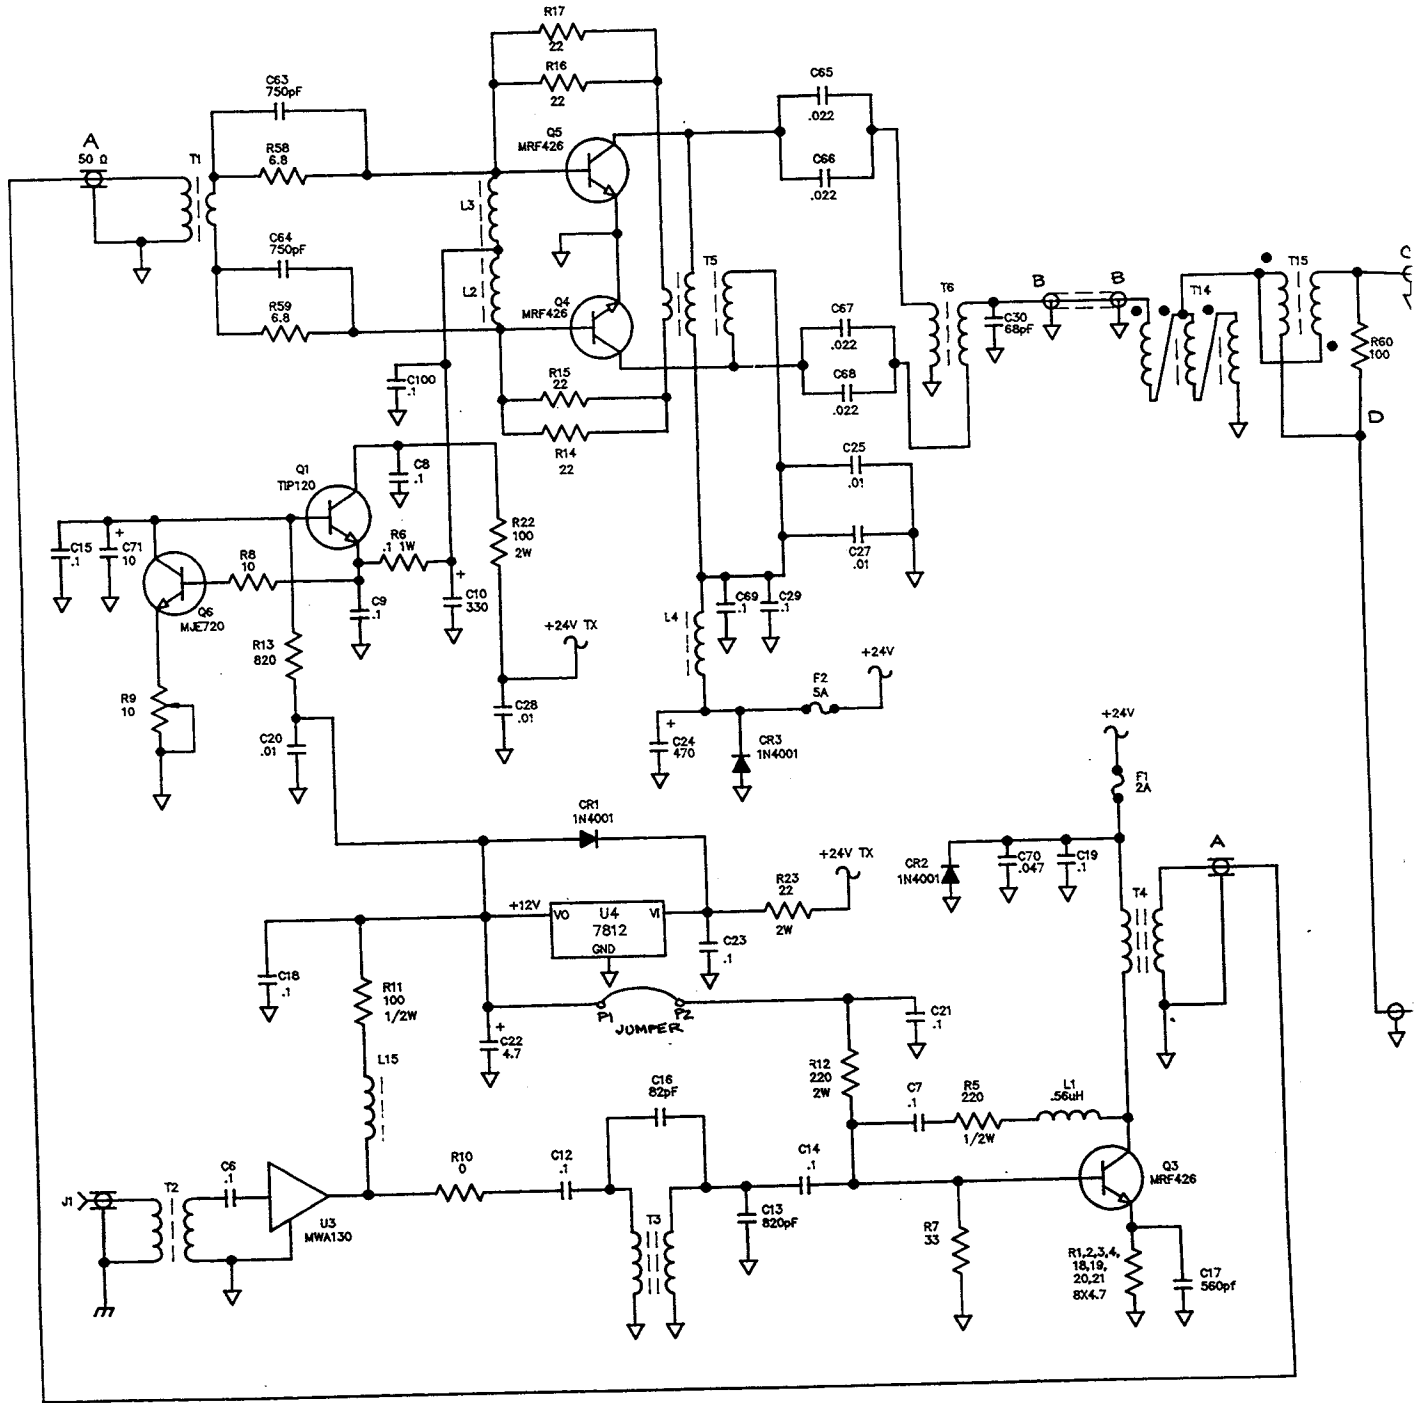 R17
22
R16
22
C63
750pF
C65
.022
Q5
MRF426
A
50 Ω
T1
R58
6.8
C66
.022
L3
C64
750pF
T5
C
T15
L2
Q4
MRF426
T6
B
B
T14
R59
6.8
C67
.022
C30
68pF
R60
100
C100
.1
R15
22
C68
.022
D
R14
22
C8
.1
C25
.01
Q1
TIP120
R22
100
2W
C15
.1
+
C71
10
R6
.1 1W
R8
10
C27
.01
+
C10
330
C9
.1
Q6
MJE720
C69
.1
C29
.1
L4
+24V TX
R13
820
+24V
F2
5A
R9
10
C28
.01
+24V
C20
.01
+
C24
470
CR3
1N4001
F1
2A
CR1
1N4001
+24V TX
CR2
1N4001
C70
.047
C19
.1
A
R23
22
2W
T4
+12V
VO
U4
7812
VI
GND
C23
.1
C18
.1
R11
100
1/2W
P1
P2
JUMPER
C21
.1
+
C22
4.7
L15
R12
220
2W
C16
82pF
C7
.1
R5
220
1/2W
L1
.56uH
R10
0
C12
.1
C14
.1
Q3
MRF426
J1
T2
C6
.1
U3
MWA130
T3
C13
820pF
R7
33
R1,2,3,4,
18,19,
20,21
8X4.7
C17
560pf